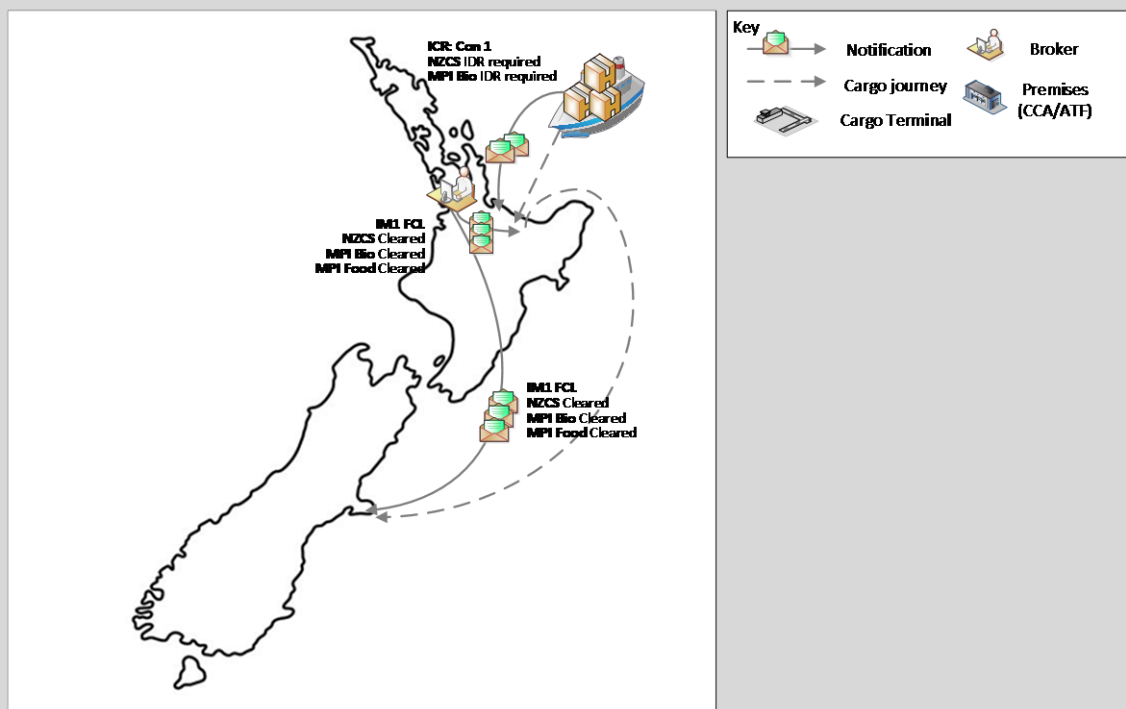 ICR: Con 1
NZCS IDR required
MPI Bio IDR required
IM1 FCL
NZCS Cleared
MPI Bio Cleared
MPI Food Cleared
IM1 FCL
NZCS Cleared
MPI Bio Cleared
MPI Food Cleared
Key
Notification
Broker
Cargo journey
Premises
(CCA/ATF)
Cargo Terminal